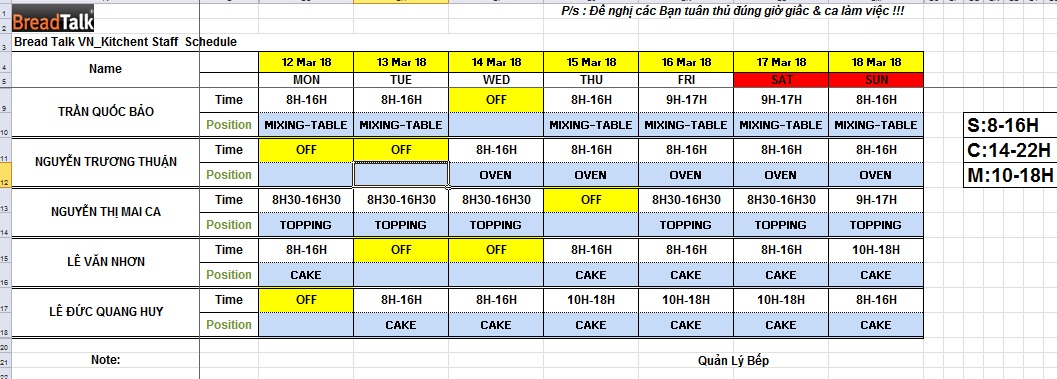 P/s : Đê nghị các Bạn tuân thủ đúng giờ giấc & ca làm việc !!!
BreadTalk
Bread Talk VN_Kitchent Staff Schedule
Name 12 Mar 18 13 Mar 18 14 Mar 18 15 Mar 18 16 Mar 18 17 Mar 18 18 Mar 18
MON TUE WED THU FRI SAT SUN
TRẦN QUỐC BẢO Time 8H-16H 8H-16H OFF 8H-16H 9H-17H 9H-17H 8H-16H
Position MIXING-TABLE MIXING-TABLE MIXING-TABLE MIXING-TABLE MIXING-TABLE MIXING-TABLE
S:8-16H
NGUYỄN TRƯƠNG THUẬN Time OFF OFF 8H-16H 8H-16H 8H-16H 8H-16H 8H-16H
C:14-22H
Position OVEN OVEN OVEN OVEN OVEN
M:10-18H
NGUYỄN THỊ MAI CA Time 8H30-16H30 8H30-16H30 8H30-16H30 OFF 8H30-16H30 8H30-16H30 9H-17H
Position TOPPING TOPPING TOPPING TOPPING TOPPING TOPPING
LÊ VĂN NHƠN Time 8H-16H OFF OFF 8H-16H 8H-16H 8H-16H 10H-18H
Position CAKE CAKE CAKE CAKE CAKE
LÊ ĐỨC QUANG HUY Time OFF 8H-16H 8H-16H 10H-18H 10H-18H 10H-18H 8H-16H
Position CAKE CAKE CAKE CAKE CAKE CAKE
Note: Quản Lý Bếp